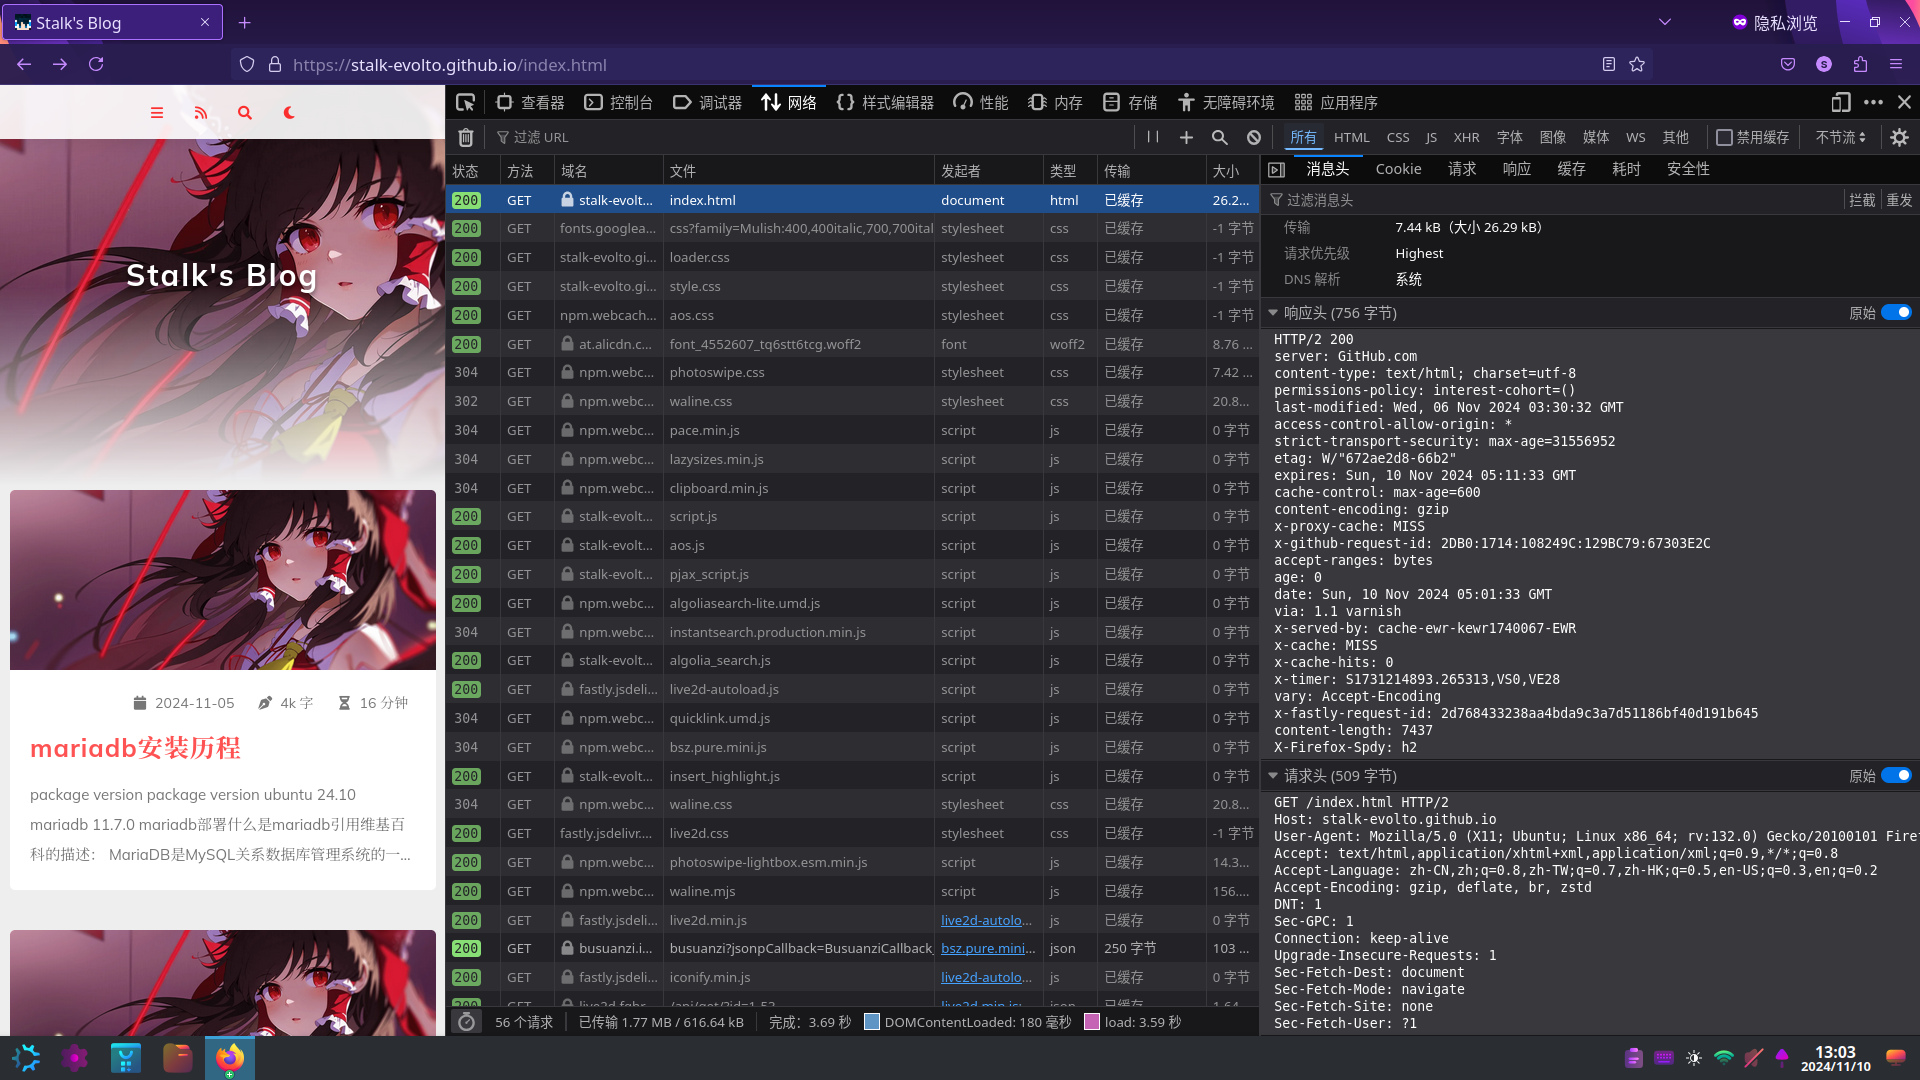 Stalk's Blog
隐私浏览
https://stalk-evolto.github.io/index.html
S
查看器 控制台 调试器 网络 样式编辑器 性能 内存 存储 无障碍环境 应用程序
过滤 URL
所有 HTML CSS JS XHR 字体 图像 媒体 WS 其他 禁用缓存 不节流
Stalk's Blog
2024-11-05 4k 字 16 分钟
mariadb安装历程
package version package version ubuntu 24.10
mariadb 11.7.0 mariadb部署什么是mariadb引用维基百
科的描述： MariaDB是MySQL关系数据库管理系统的一...
状态 方法 域名 文件 发起者 类型 传输 大小
200 GET stalk-evolt... index.html document html 已缓存 26.2...
200 GET fonts.googlea... css?family=Mulish:400,400italic,700,700ital stylesheet css 已缓存 -1 字节
200 GET stalk-evolto.gi... loader.css stylesheet css 已缓存 -1 字节
200 GET stalk-evolto.gi... style.css stylesheet css 已缓存 -1 字节
200 GET npm.webcach... aos.css stylesheet css 已缓存 -1 字节
200 GET at.alicdn.c... font_4552607_tq6stt6tcg.woff2 font woff2 已缓存 8.76 ...
304 GET npm.webc... photoswipe.css stylesheet css 已缓存 7.42 ...
302 GET npm.webc... waline.css stylesheet css 已缓存 20.8...
304 GET npm.webc... pace.min.js script js 已缓存 0 字节
304 GET npm.webc... lazysizes.min.js script js 已缓存 0 字节
304 GET npm.webc... clipboard.min.js script js 已缓存 0 字节
200 GET stalk-evolt... script.js script js 已缓存 0 字节
200 GET stalk-evolt... aos.js script js 已缓存 0 字节
200 GET stalk-evolt... pjax_script.js script js 已缓存 0 字节
200 GET npm.webc... algoliasearch-lite.umd.js script js 已缓存 0 字节
304 GET npm.webc... instantsearch.production.min.js script js 已缓存 0 字节
200 GET stalk-evolt... algolia_search.js script js 已缓存 0 字节
200 GET fastly.jsdeli... live2d-autoload.js script js 已缓存 0 字节
304 GET npm.webc... quicklink.umd.js script js 已缓存 0 字节
304 GET npm.webc... bsz.pure.mini.js script js 已缓存 0 字节
200 GET stalk-evolt... insert_highlight.js script js 已缓存 0 字节
304 GET npm.webc... waline.css stylesheet css 已缓存 20.8...
200 GET fastly.jsdelivr.... live2d.css stylesheet css 已缓存 -1 字节
200 GET npm.webc... photoswipe-lightbox.esm.min.js script js 已缓存 14.3...
200 GET npm.webc... waline.mjs script js 已缓存 156....
200 GET fastly.jsdeli... live2d.min.js live2d-autolo... js 已缓存 0 字节
200 GET busuanzi.i... busuanzi?jsonpCallback=BusuanziCallback_ bsz.pure.mini... json 250 字节 103 ...
200 GET fastly.jsdeli... iconify.min.js live2d-autolo... js 已缓存 0 字节
56 个请求 已传输 1.77 MB / 616.64 kB 完成：3.69 秒 DOMContentLoaded: 180 毫秒 load: 3.59 秒
消息头 Cookie 请求 响应 缓存 耗时 安全性
过滤消息头 拦截 重发
传输 7.44 kB（大小 26.29 kB）
请求优先级 Highest
DNS 解析 系统
响应头 (756 字节) 原始
HTTP/2 200
server: GitHub.com
content-type: text/html; charset=utf-8
permissions-policy: interest-cohort=()
last-modified: Wed, 06 Nov 2024 03:30:32 GMT
access-control-allow-origin: *
strict-transport-security: max-age=31556952
etag: W/"672ae2d8-66b2"
expires: Sun, 10 Nov 2024 05:11:33 GMT
cache-control: max-age=600
content-encoding: gzip
x-proxy-cache: MISS
x-github-request-id: 2DB0:1714:108249C:129BC79:67303E2C
accept-ranges: bytes
age: 0
date: Sun, 10 Nov 2024 05:01:33 GMT
via: 1.1 varnish
x-served-by: cache-ewr-kewr1740067-EWR
x-cache: MISS
x-cache-hits: 0
x-timer: S1731214893.265313,VS0,VE28
vary: Accept-Encoding
x-fastly-request-id: 2d768433238aa4bda9c3a7d51186bf40d191b645
content-length: 7437
X-Firefox-Spdy: h2
请求头 (509 字节) 原始
GET /index.html HTTP/2
Host: stalk-evolto.github.io
User-Agent: Mozilla/5.0 (X11; Ubuntu; Linux x86_64; rv:132.0) Gecko/20100101 Firef
Accept: text/html,application/xhtml+xml,application/xml;q=0.9,*/*;q=0.8
Accept-Language: zh-CN,zh;q=0.8,zh-TW;q=0.7,zh-HK;q=0.5,en-US;q=0.3,en;q=0.2
Accept-Encoding: gzip, deflate, br, zstd
DNT: 1
Sec-GPC: 1
Connection: keep-alive
Upgrade-Insecure-Requests: 1
Sec-Fetch-Dest: document
Sec-Fetch-Mode: navigate
Sec-Fetch-Site: none
Sec-Fetch-User: ?1
13:03
2024/11/10